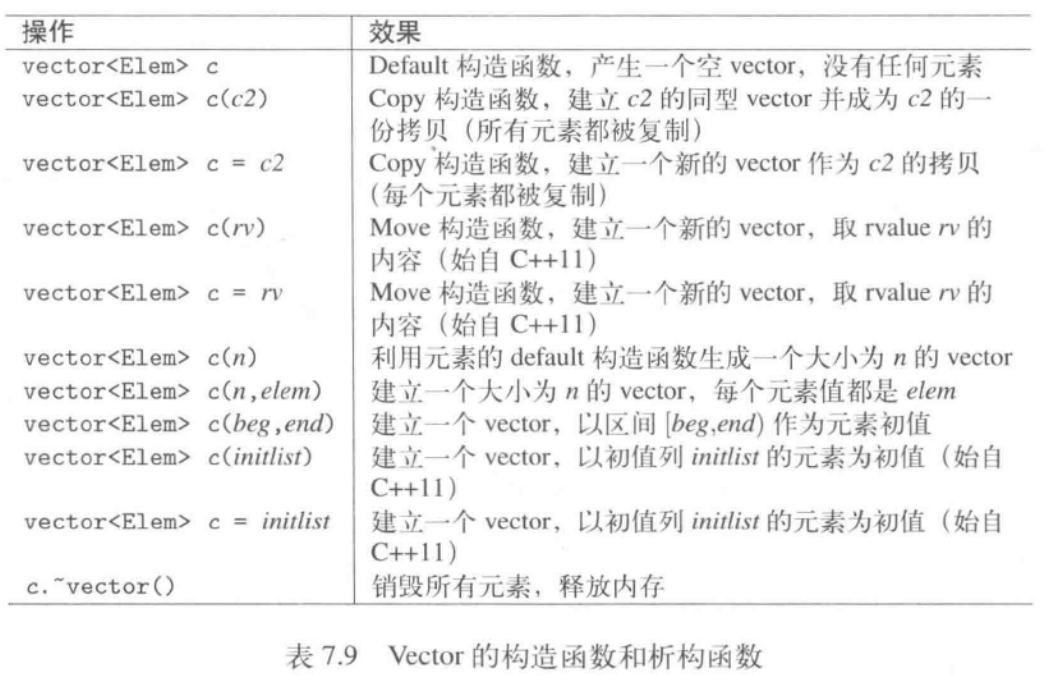 操作 效果
vector<Elem> c Default 构造函数，产生一个空 vector，没有任何元素
vector<Elem> c(c2) Copy 构造函数，建立 c2 的同型 vector 并成为 c2 的一
份拷贝（所有元素都被复制）
vector<Elem> c = c2 Copy 构造函数，建立一个新的 vector 作为 c2 的拷贝
（每个元素都被复制）
vector<Elem> c(rv) Move 构造函数，建立一个新的 vector，取 rvalue rv 的
内容（始自 C++11）
vector<Elem> c = rv Move 构造函数，建立一个新的 vector，取 rvalue rv 的
内容（始自 C++11）
vector<Elem> c(n) 利用元素的 default 构造函数生成一个大小为 n 的 vector
vector<Elem> c(n,elem) 建立一个大小为 n 的 vector，每个元素值都是 elem
vector<Elem> c(beg,end) 建立一个 vector，以区间 [beg,end) 作为元素初值
vector<Elem> c(initlist) 建立一个 vector，以初值列 initlist 的元素为初值（始自
C++11）
vector<Elem> c = initlist 建立一个 vector，以初值列 initlist 的元素为初值（始自
C++11）
c.~vector() 销毁所有元素，释放内存
表 7.9 Vector 的构造函数和析构函数